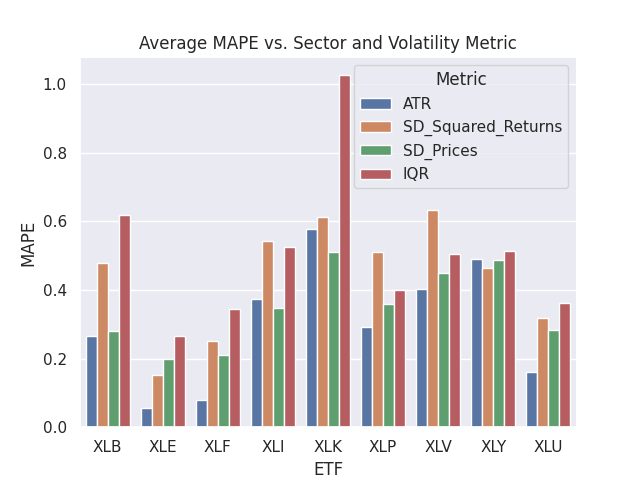 Average MAPE vs. Sector and Volatility Metric
MAPE
1.0
0.8
0.6
0.4
0.2
0.0
Metric
ATR
SD_Squared_Returns
SD_Prices
IQR
XLB XLE XLF XLI XLK XLP XLV XLY XLU
ETF